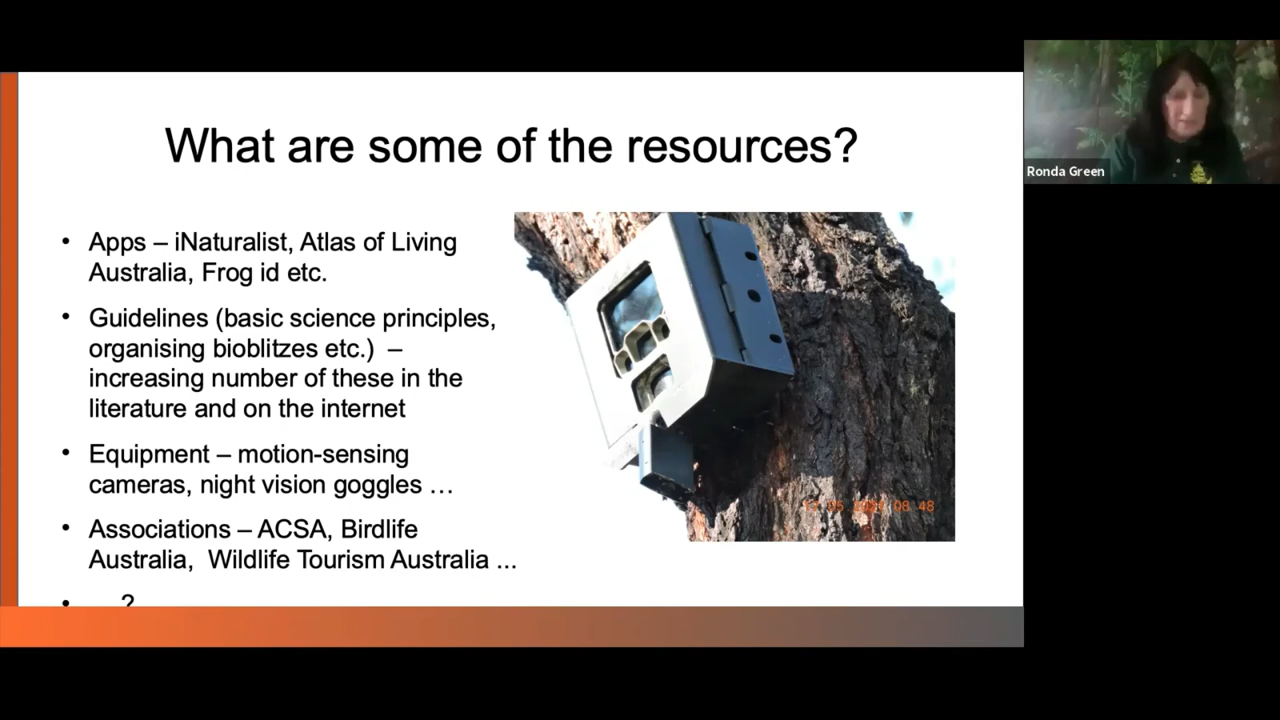 What are some of the resources?
• Apps – iNaturalist, Atlas of Living
Australia, Frog id etc.
• Guidelines (basic science principles,
organising bioblitzes etc.) –
increasing number of these in the
literature and on the internet
• Equipment – motion-sensing
cameras, night vision goggles …
• Associations – ACSA, Birdlife
Australia, Wildlife Tourism Australia ...
• ?
Ronda Green